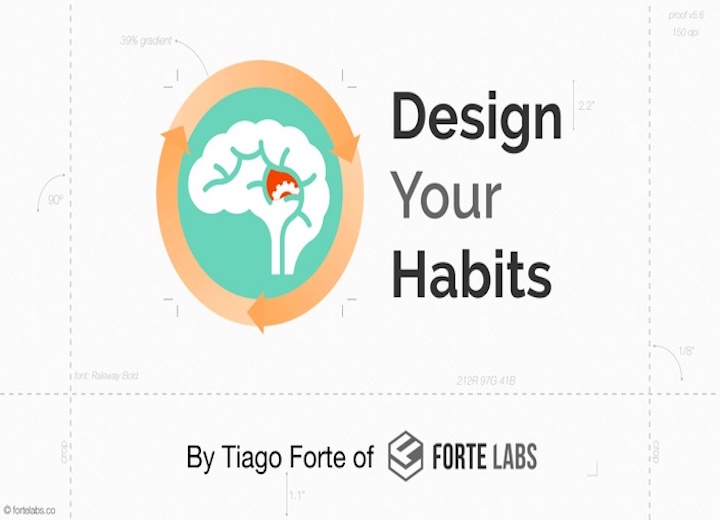 proof v5.6
150 dpi
39% gradient
Design
2.2"
Your
90º
Habits
1/8"
font: Raleway Bold
212R 97G 41B
By Tiago Forte of FORTE LABS
crop
crop
1.1"
© fortelabs.co